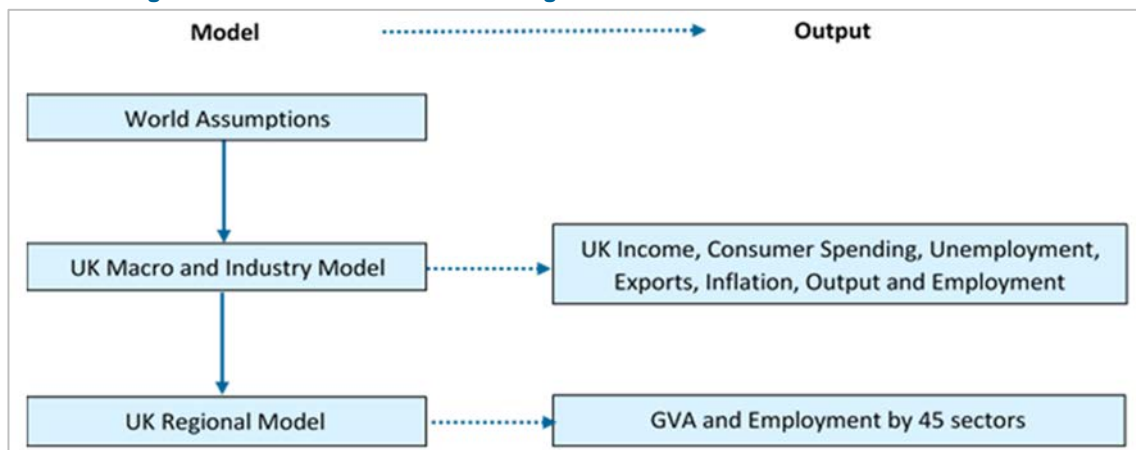 Model
Output
World Assumptions
UK Macro and Industry Model
UK Income, Consumer Spending, Unemployment,
Exports, Inflation, Output and Employment
UK Regional Model
GVA and Employment by 45 sectors